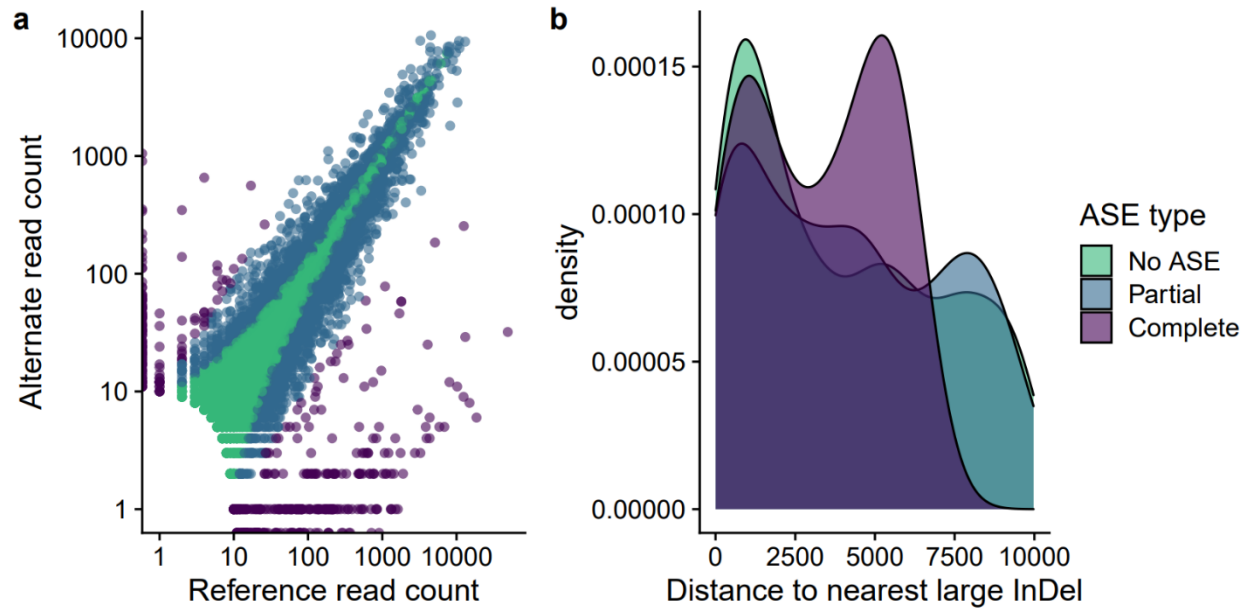 a
Alternate read count
10000
1000
100
10
1
1
10
100
1000
10000
Reference read count
b
density
0.00015
0.00010
0.00005
0.00000
0
2500
5000
7500
10000
Distance to nearest large InDel
ASE type
No ASE
Partial
Complete